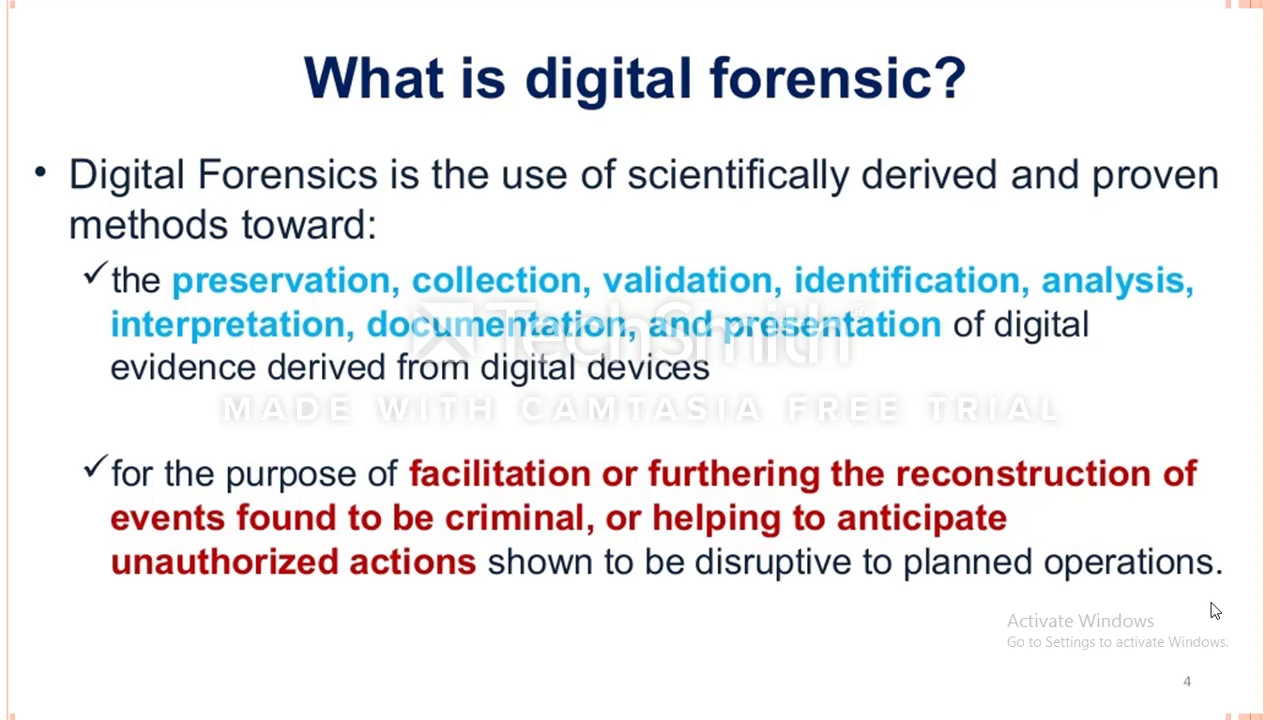 What is digital forensic?
• Digital Forensics is the use of scientifically derived and proven
methods toward:
✓the preservation, collection, validation, identification, analysis,
interpretation, documentation, and presentation of digital
evidence derived from digital devices
TechSmith®
MADE WITH CAMTASIA FREE TRIAL
✓for the purpose of facilitation or furthering the reconstruction of
events found to be criminal, or helping to anticipate
unauthorized actions shown to be disruptive to planned operations.
Activate Windows
Go to Settings to activate Windows.
4